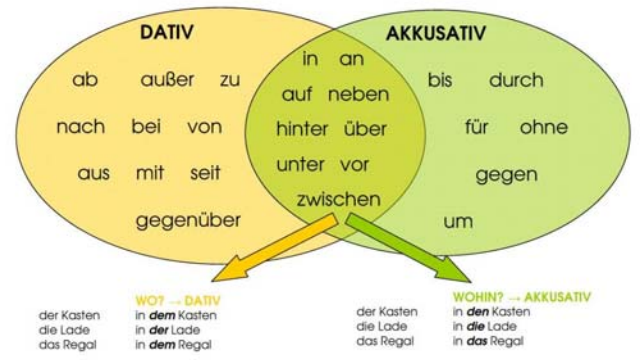 DATIV
ab außer zu
nach bei von
aus mit seit
gegenüber
in an
auf neben
hinter über
unter vor
zwischen
AKKUSATIV
bis durch
für ohne
gegen
um
WO? → DATIV
der Kasten in dem Kasten
die Lade in der Lade
das Regal in dem Regal
WOHIN? → AKKUSATIV
der Kasten in den Kasten
die Lade in die Lade
das Regal in das Regal